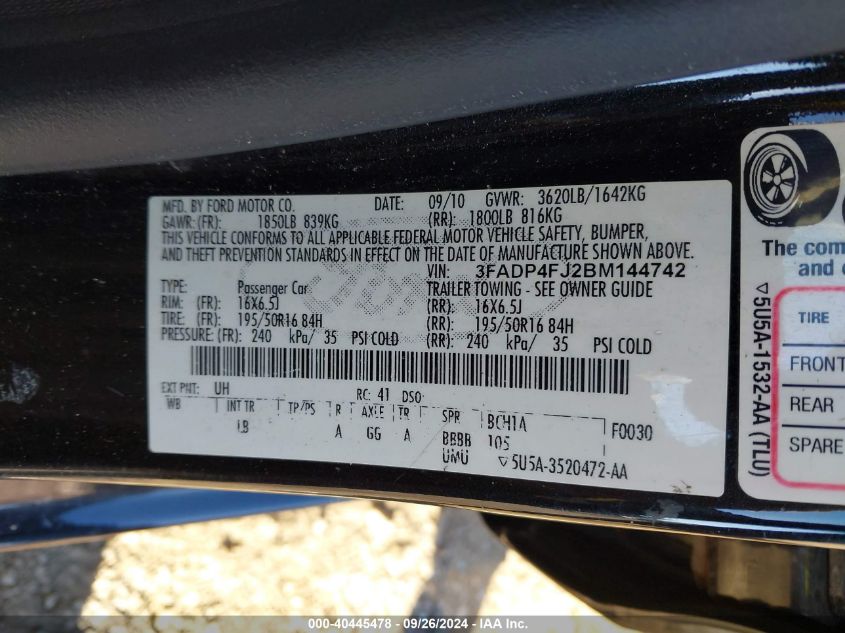 MFD. BY FORD MOTOR CO. DATE: 09/10 GVWR: 3620LB/1642KG
GAWR: (FR): 1850LB 839KG (RR): 1800LB 816KG
THIS VEHICLE CONFORMS TO ALL APPLICABLE FEDERAL MOTOR VEHICLE SAFETY, BUMPER,
AND THEFT PREVENTION STANDARDS IN EFFECT ON THE DATE OF MANUFACTURE SHOWN ABOVE.
VIN: 3FADP4FJ2BM144742
TYPE: Passenger Car TRAILER TOWING - SEE OWNER GUIDE
RIM: (FR) 16X6.5J (RR): 16X6.5J
TIRE: (FR) 195/50R16 84H (RR): 195/50R16 84H
PRESSURE: (FR): 240 kPa/ 35 PSI COLD (RR): 240 kPa/ 35 PSI COLD
EXT PNT: UH RC: 41 DSO:
WB INT TR TP/PS R AXLE TR SPR BCH1A F0030
LB A GG A BBBB 105
UMU ▽5U5A-3520472-AA
The com
and
▽5U5A-1532-AA (TLU)
TIRE
FRONT
REAR
SPARE
000-40445478 - 09/26/2024 - IAA, Inc.